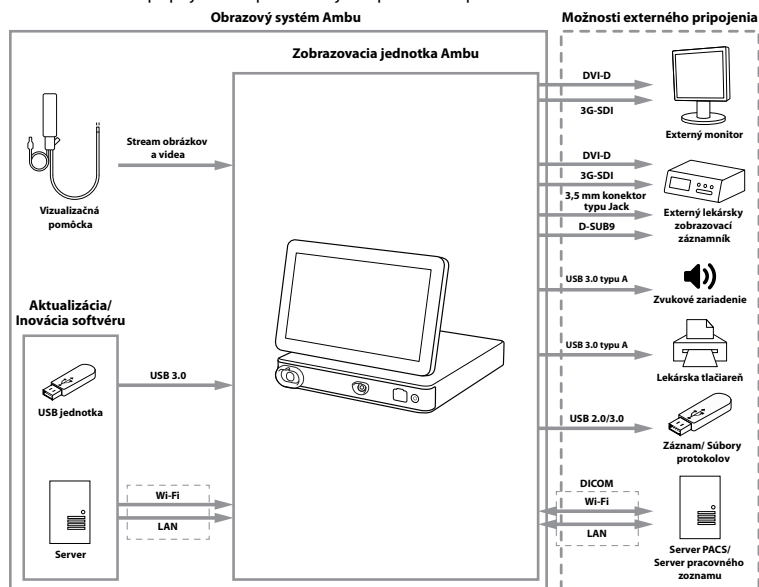 Obrazový systém Ambu
Možnosti externého pripojenia
Zobrazovacia jednotka Ambu
Stream obrázkov
a videa
Vizualizačná
pomôcka
Aktualizácia/
Inovácia softvéru
USB 3.0
USB jednotka
Wi-Fi
LAN
Server
DVI-D
3G-SDI
Externý monitor
DVI-D
3G-SDI
3,5 mm konektor
typu Jack
D-SUB9
Externý lekársky
zobrazovací
záznamník
USB 3.0 typu A
Zvukové zariadenie
USB 3.0 typu A
Lekárska tlačiareň
USB 2.0/3.0
Záznam/ Súbory
protokolov
DICOM
Wi-Fi
LAN
Server PACS/
Server pracovného
zoznamu